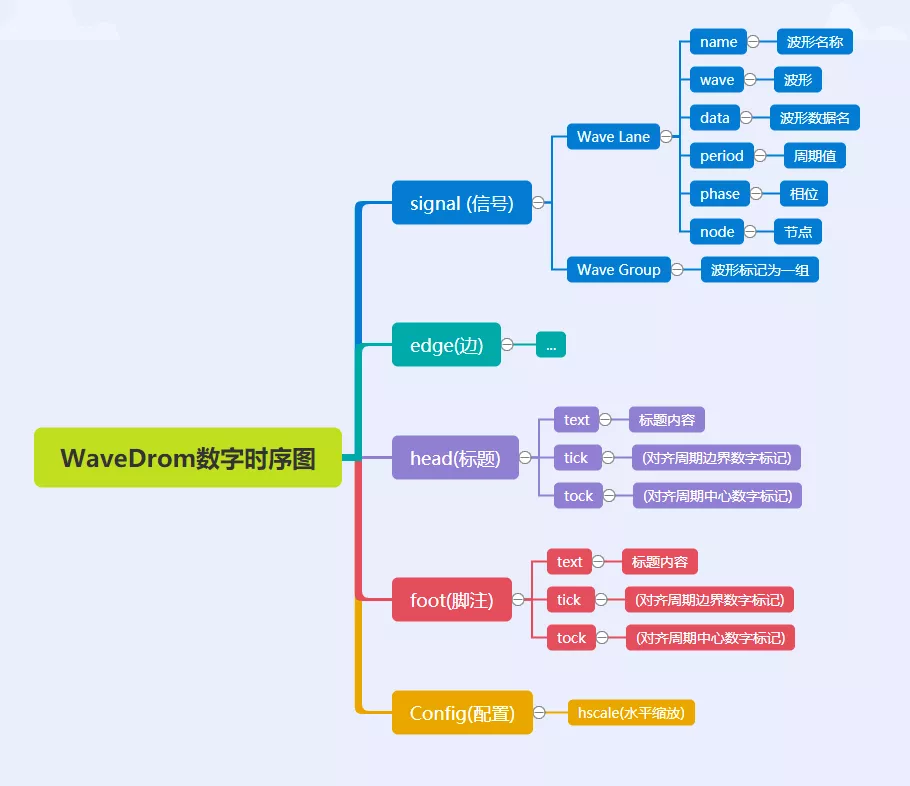 WaveDrom数字时序图
signal (信号)
Wave Lane
name
波形名称
wave
波形
data
波形数据名
period
周期值
phase
相位
node
节点
Wave Group
波形标记为一组
edge(边)
...
head(标题)
text
标题内容
tick
(对齐周期边界数字标记)
tock
(对齐周期中心数字标记)
foot(脚注)
text
标题内容
tick
(对齐周期边界数字标记)
tock
(对齐周期中心数字标记)
Config(配置)
hscale(水平缩放)